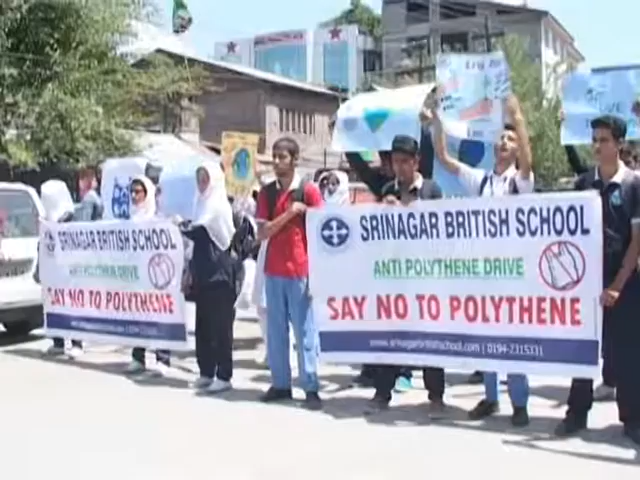 SRINAGAR BRITISH SCHOOL
ANTI POLYTHENE DRIVE
SAY NO TO POLYTHENE
SRINAGAR BRITISH SCHOOL
ANTI POLYTHENE DRIVE
SAY NO TO POLYTHENE
www.srinagarbritishschool.com | 0194-2315331